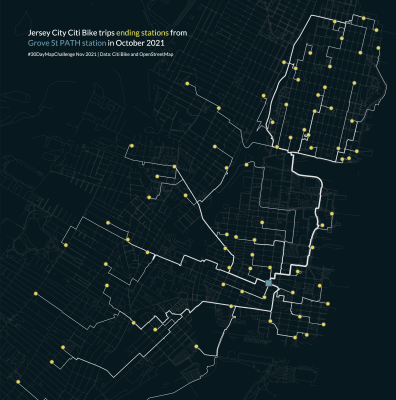 Jersey City Citi Bike trips ending stations from
Grove St PATH station in October 2021
#30DayMapChallenge Nov 2021 | Data: Citi Bike and OpenStreetMap